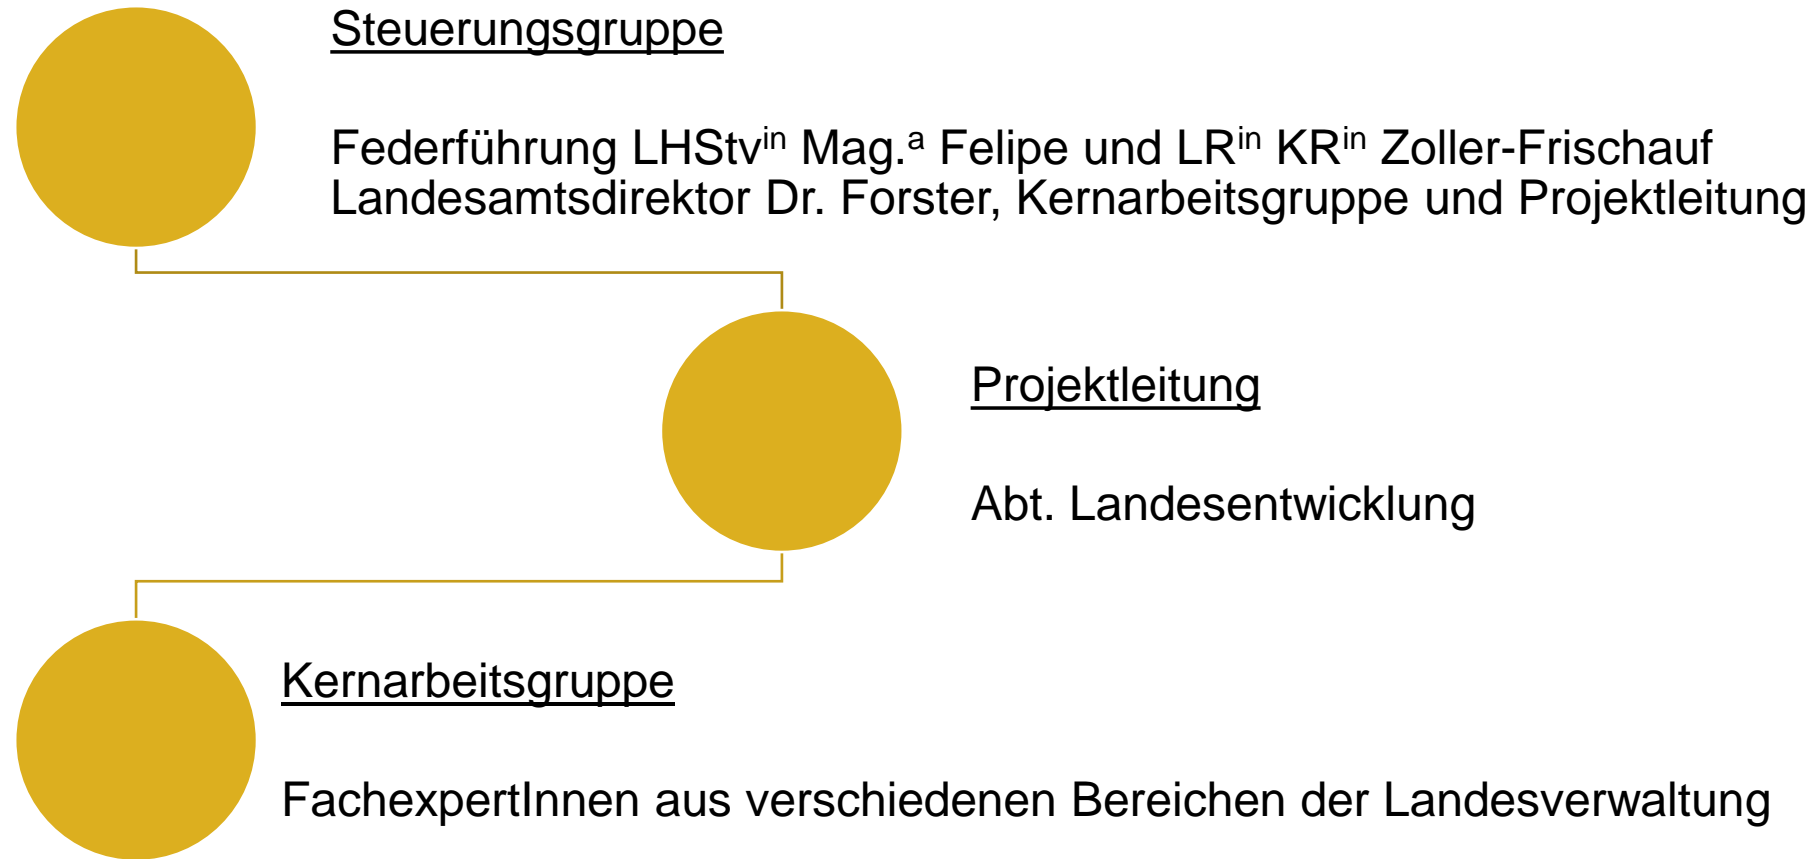 Steuerungsgruppe
Federführung LHStvⁱⁿ Mag.ᵃ Felipe und LRⁱⁿ KRⁱⁿ Zoller-Frischauf
Landesamtsdirektor Dr. Forster, Kernarbeitsgruppe und Projektleitung
Projektleitung
Abt. Landesentwicklung
Kernarbeitsgruppe
FachexpertInnen aus verschiedenen Bereichen der Landesverwaltung